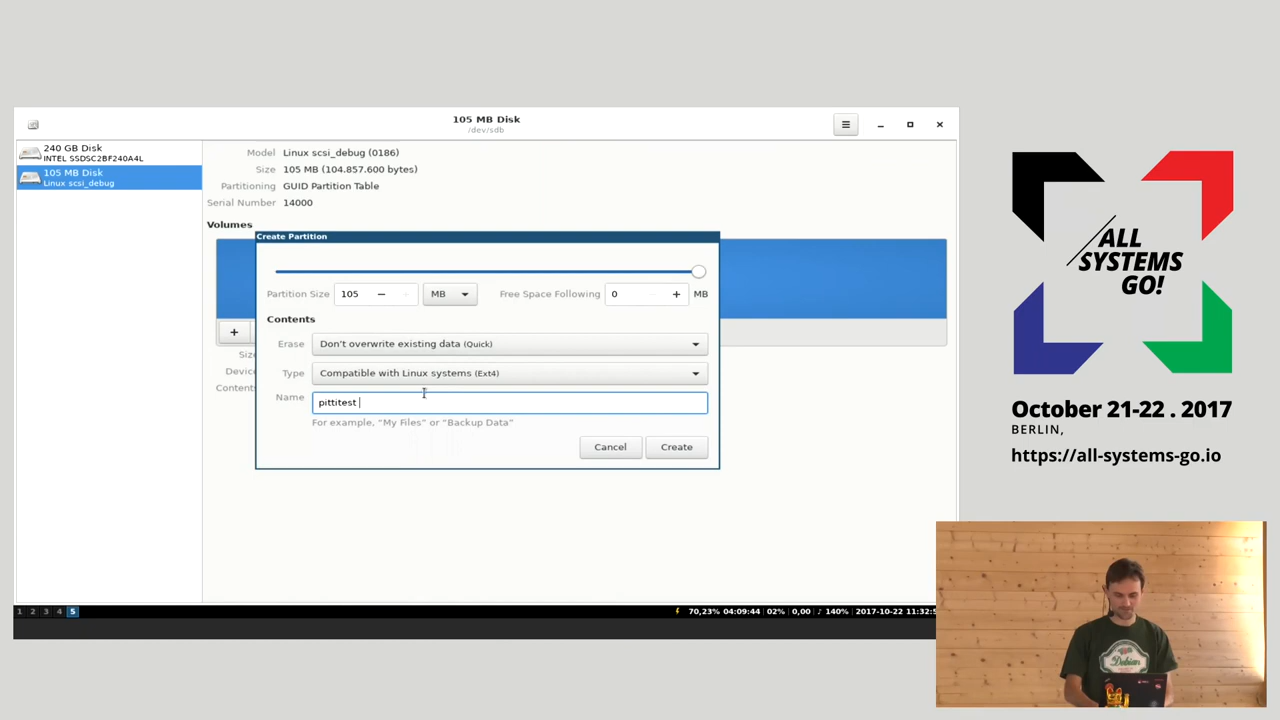 105 MB Disk
/dev/sdb
240 GB Disk
INTEL SSDSC2BF240A4L
105 MB Disk
Linux scsi_debug
Model Linux scsi_debug (0186)
Size 105 MB (104.857.600 bytes)
Partitioning GUID Partition Table
Serial Number 14000
Volumes
Create Partition
Partition Size 105 MB Free Space Following 0 MB
Contents
Erase Don't overwrite existing data (Quick)
Type Compatible with Linux systems (Ext4)
Name pittitest
For example, “My Files” or “Backup Data”
Cancel Create
Size
Device
Contents
1 2 3 4 5
70,23% 04:09:44 02% 0,00 ♪ 140% 2017-10-22 11:32:5
ALL
SYSTEMS
GO!
October 21-22 . 2017
BERLIN,
https://all-systems-go.io
Debian